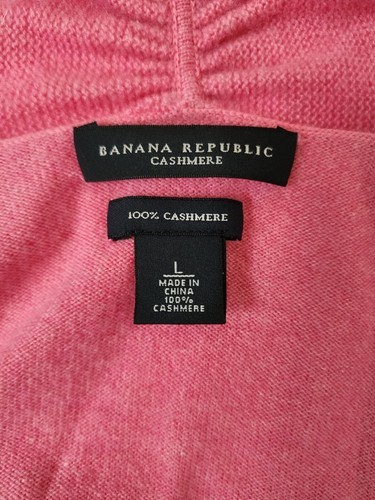 BANANA REPUBLIC
CASHMERE
100% CASHMERE
L
MADE IN
CHINA
100%
CASHMERE